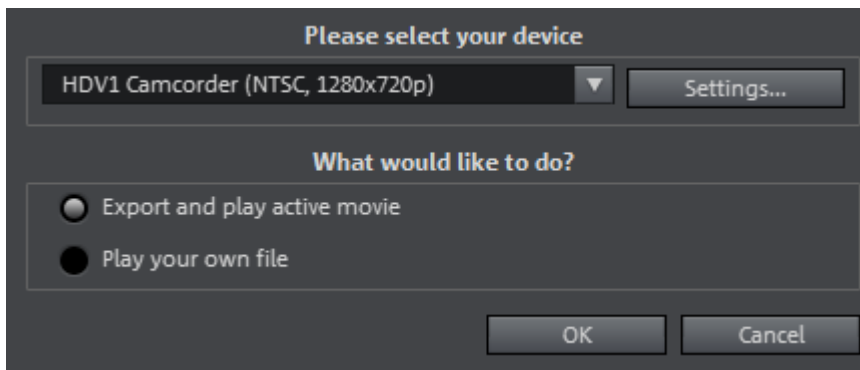 Please select your device
HDV1 Camcorder (NTSC, 1280x720p)
Settings...
What would like to do?
Export and play active movie
Play your own file
OK
Cancel